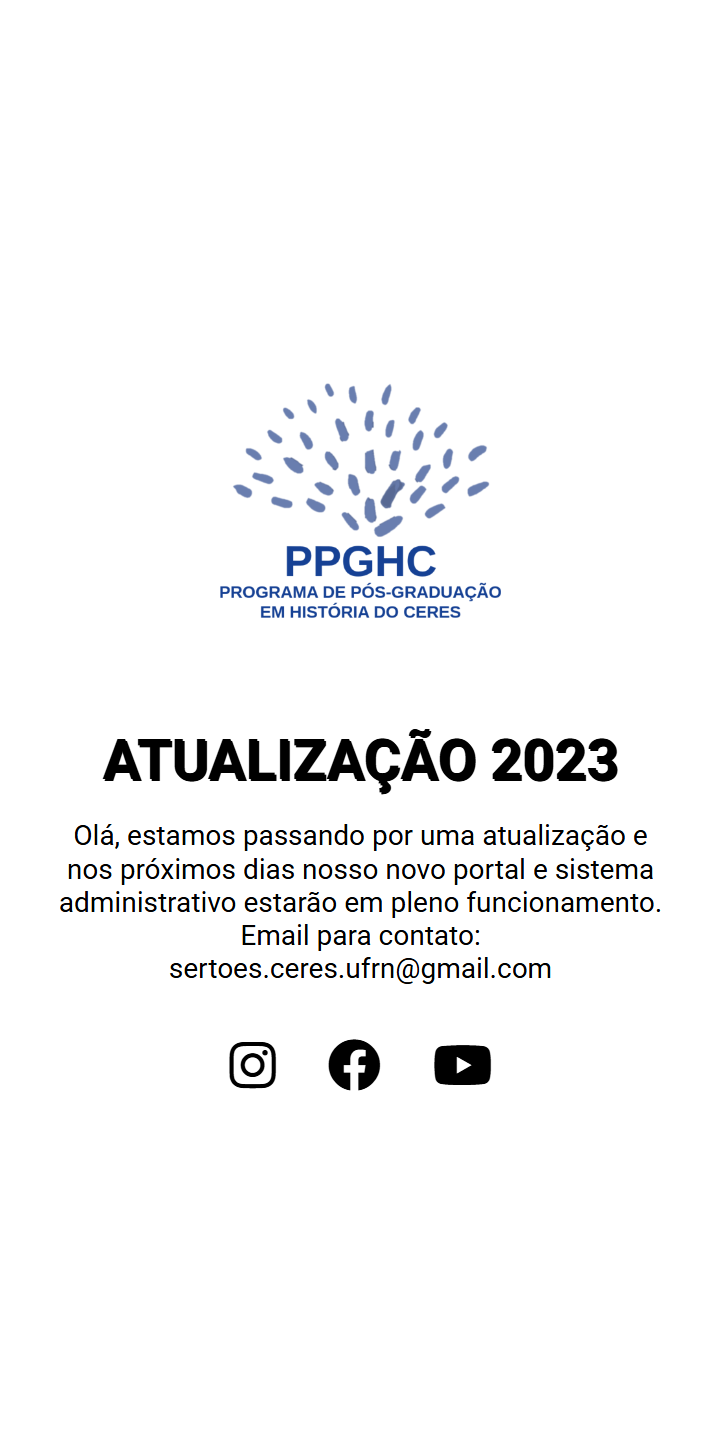 PPGHC
PROGRAMA DE PÓS-GRADUAÇÃO
EM HISTÓRIA DO CERES
ATUALIZAÇÃO 2023
Olá, estamos passando por uma atualização e
nos próximos dias nosso novo portal e sistema
administrativo estarão em pleno funcionamento.
Email para contato:
sertoes.ceres.ufrn@gmail.com